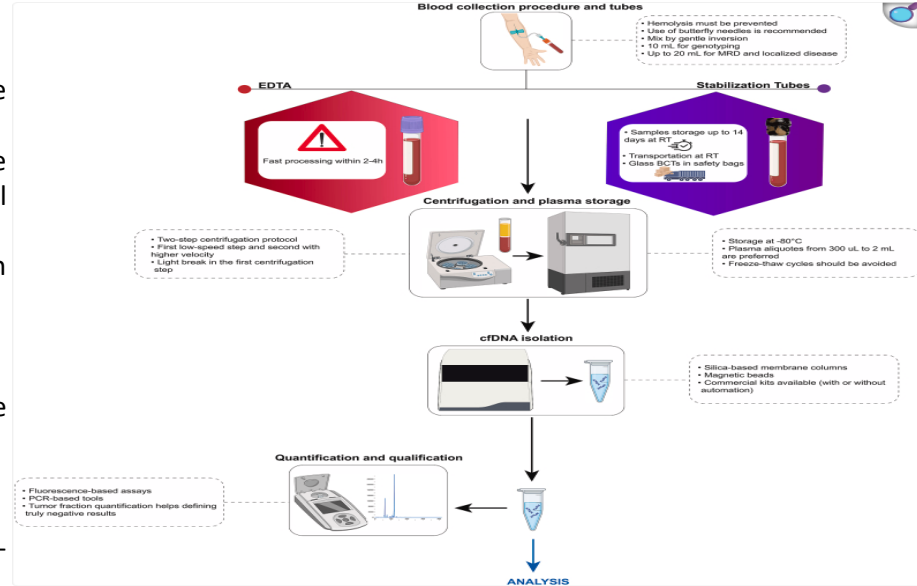 Blood collection procedure and tubes
• Hemolysis must be prevented
• Use of butterfly needles is recommended
• Mix by gentle inversion
• 10 mL for genotyping
• Up to 20 mL for MRD and localized disease
EDTA
Stabilization Tubes
Fast processing within 2-4h
• Samples storage up to 14
days at RT
• Transportation at RT
• Glass BCTs in safety bags
Centrifugation and plasma storage
• Two-step centrifugation protocol
• First low-speed step and second with
higher velocity
• Light break in the first centrifugation
step
• Storage at -80°C
• Plasma aliquotes from 300 uL to 2 mL
are preferred
• Freeze-thaw cycles should be avoided
cfDNA isolation
• Silica-based membrane columns
• Magnetic beads
• Commercial kits available (with or without
automation)
Quantification and qualification
• Fluorescence-based assays
• PCR-based tools
• Tumor fraction quantification helps defining
truly negative results
ANALYSIS